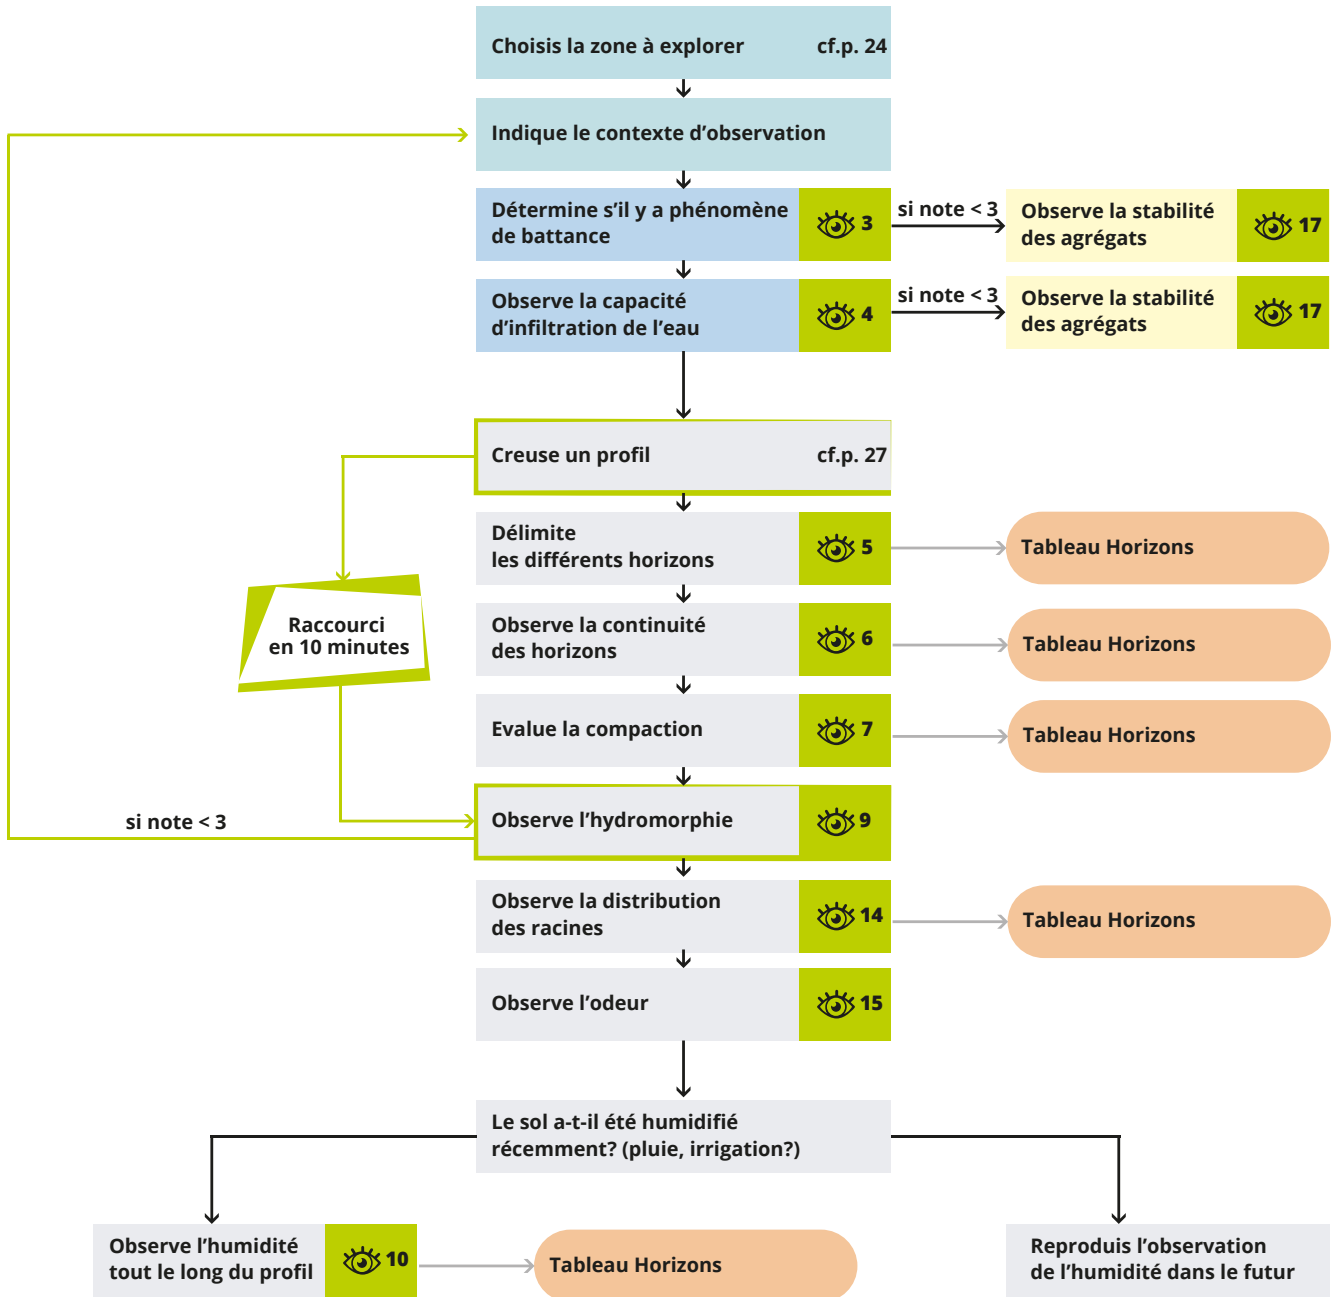 Choisis la zone à explorer cf.p. 24
Indique le contexte d'observation
Détermine s'il y a phénomène
de battance
3
si note < 3
Observe la stabilité
des agrégats
17
Observe la capacité
d'infiltration de l'eau
4
si note < 3
Observe la stabilité
des agrégats
17
Creuse un profil cf.p. 27
Délimite
les différents horizons
5
Tableau Horizons
Raccourci
en 10 minutes
Observe la continuité
des horizons
6
Tableau Horizons
Evalue la compaction
7
Tableau Horizons
si note < 3
Observe l'hydromorphie
9
Observe la distribution
des racines
14
Tableau Horizons
Observe l'odeur
15
Le sol a-t-il été humidifié
récemment? (pluie, irrigation?)
Observe l'humidité
tout le long du profil
10
Tableau Horizons
Reproduis l'observation
de l'humidité dans le futur